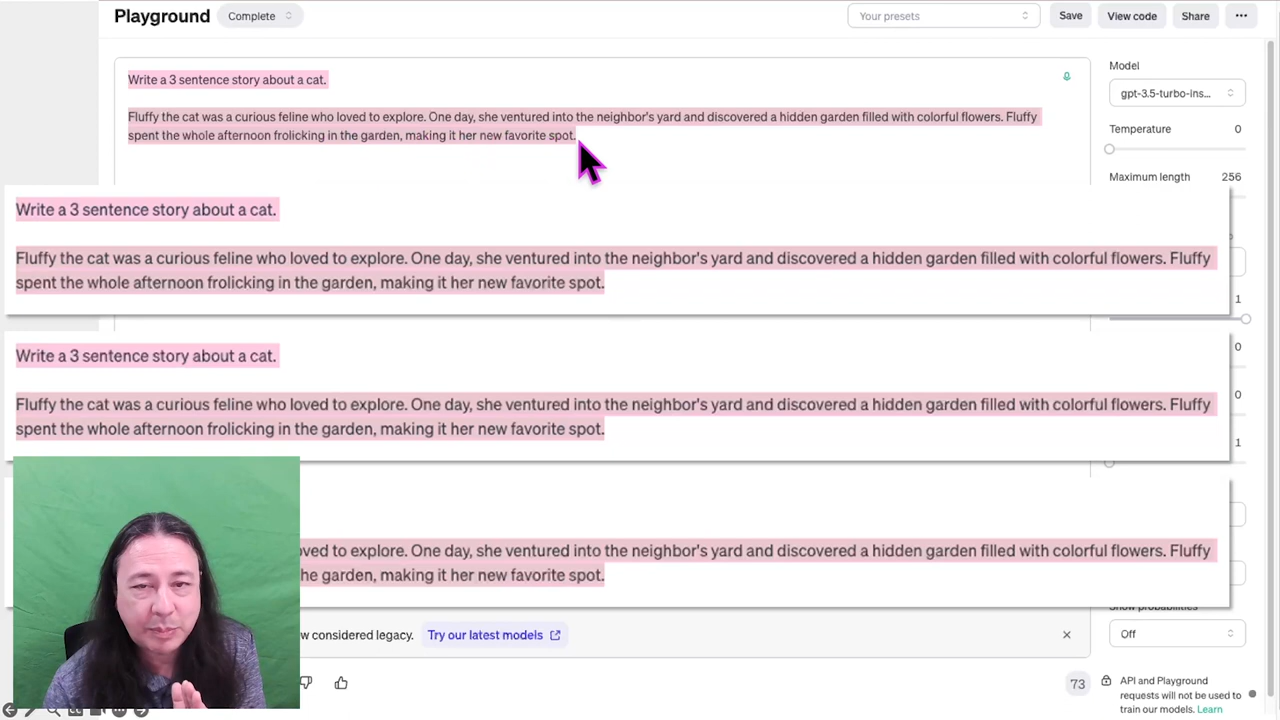 Playground
Complete
Your presets
Save
View code
Share
Write a 3 sentence story about a cat.
Fluffy the cat was a curious feline who loved to explore. One day, she ventured into the neighbor's yard and discovered a hidden garden filled with colorful flowers. Fluffy
spent the whole afternoon frolicking in the garden, making it her new favorite spot.
Model
gpt-3.5-turbo-ins...
Temperature 0
Maximum length 256
Write a 3 sentence story about a cat.
Fluffy the cat was a curious feline who loved to explore. One day, she ventured into the neighbor's yard and discovered a hidden garden filled with colorful flowers. Fluffy
spent the whole afternoon frolicking in the garden, making it her new favorite spot.
1
Write a 3 sentence story about a cat.
0
Fluffy the cat was a curious feline who loved to explore. One day, she ventured into the neighbor's yard and discovered a hidden garden filled with colorful flowers. Fluffy
0
spent the whole afternoon frolicking in the garden, making it her new favorite spot.
1
to explore. One day, she ventured into the neighbor's yard and discovered a hidden garden filled with colorful flowers. Fluffy
the garden, making it her new favorite spot.
Show probabilities
Off
considered legacy. Try our latest models
73
API and Playground
requests will not be used to
train our models. Learn